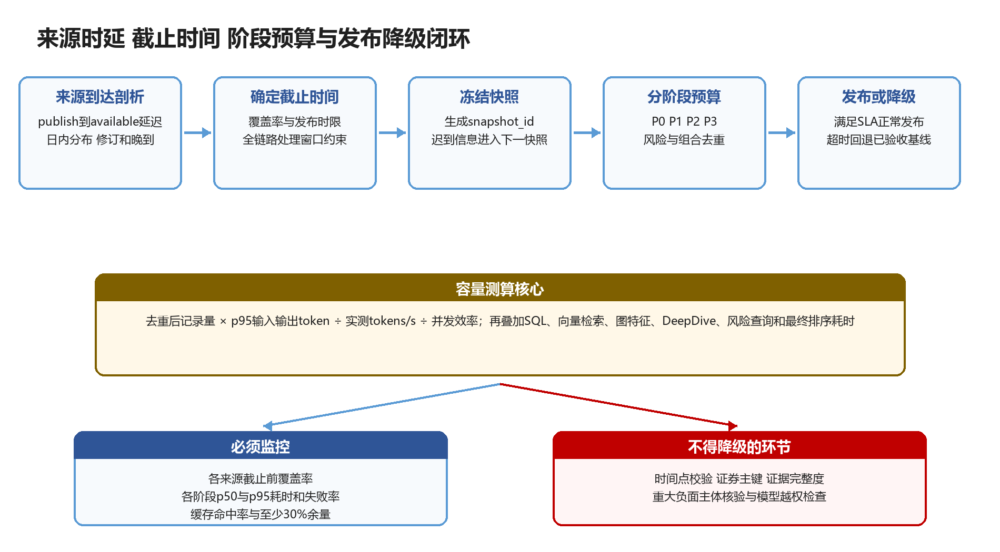 来源时延 截止时间 阶段预算与发布降级闭环
来源到达剖析
publish到available延迟
日内分布 修订和晚到
确定截止时间
覆盖率与发布时限
全链路处理窗口约束
冻结快照
生成snapshot_id
迟到信息进入下一快照
分阶段预算
P0 P1 P2 P3
风险与组合去重
发布或降级
满足SLA正常发布
超时回退已验收基线
容量测算核心
去重后记录量 × p95输入输出token ÷ 实测tokens/s ÷ 并发效率；再叠加SQL、向量检索、图特征、DeepDive、风险查询和最终排序耗时
必须监控
各来源截止前覆盖率
各阶段p50与p95耗时和失败率
缓存命中率与至少30%余量
不得降级的环节
时间点校验 证券主键 证据完整度
重大负面主体核验与模型越权检查